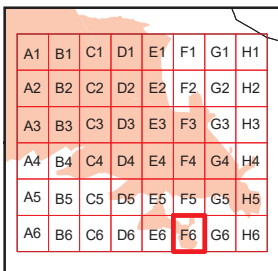 A1 B1 C1 D1 E1 F1 G1 H1
A2 B2 C2 D2 E2 F2 G2 H2
A3 B3 C3 D3 E3 F3 G3 H3
A4 B4 C4 D4 E4 F4 G4 H4
A5 B5 C5 D5 E5 F5 G5 H5
A6 B6 C6 D6 E6 F6 G6 H6